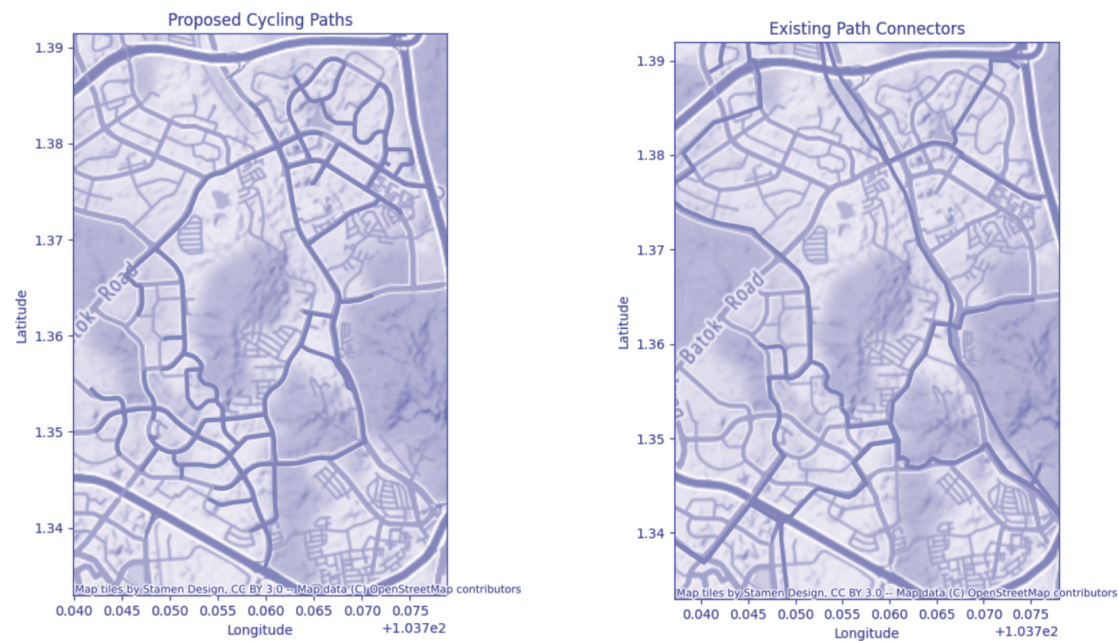 Proposed Cycling Paths
1.39
1.38
1.37
1.36
1.35
1.34
Latitude
tok Road
Map tiles by Stamen Design, CC BY 3.0 -- Map data (C) OpenStreetMap contributors
0.040 0.045 0.050 0.055 0.060 0.065 0.070 0.075
Longitude
+1.037e2
Existing Path Connectors
1.39
1.38
1.37
1.36
1.35
1.34
Latitude
Batok Road
Map tiles by Stamen Design, CC BY 3.0 -- Map data (C) OpenStreetMap contributors
0.040 0.045 0.050 0.055 0.060 0.065 0.070 0.075
Longitude
+1.037e2